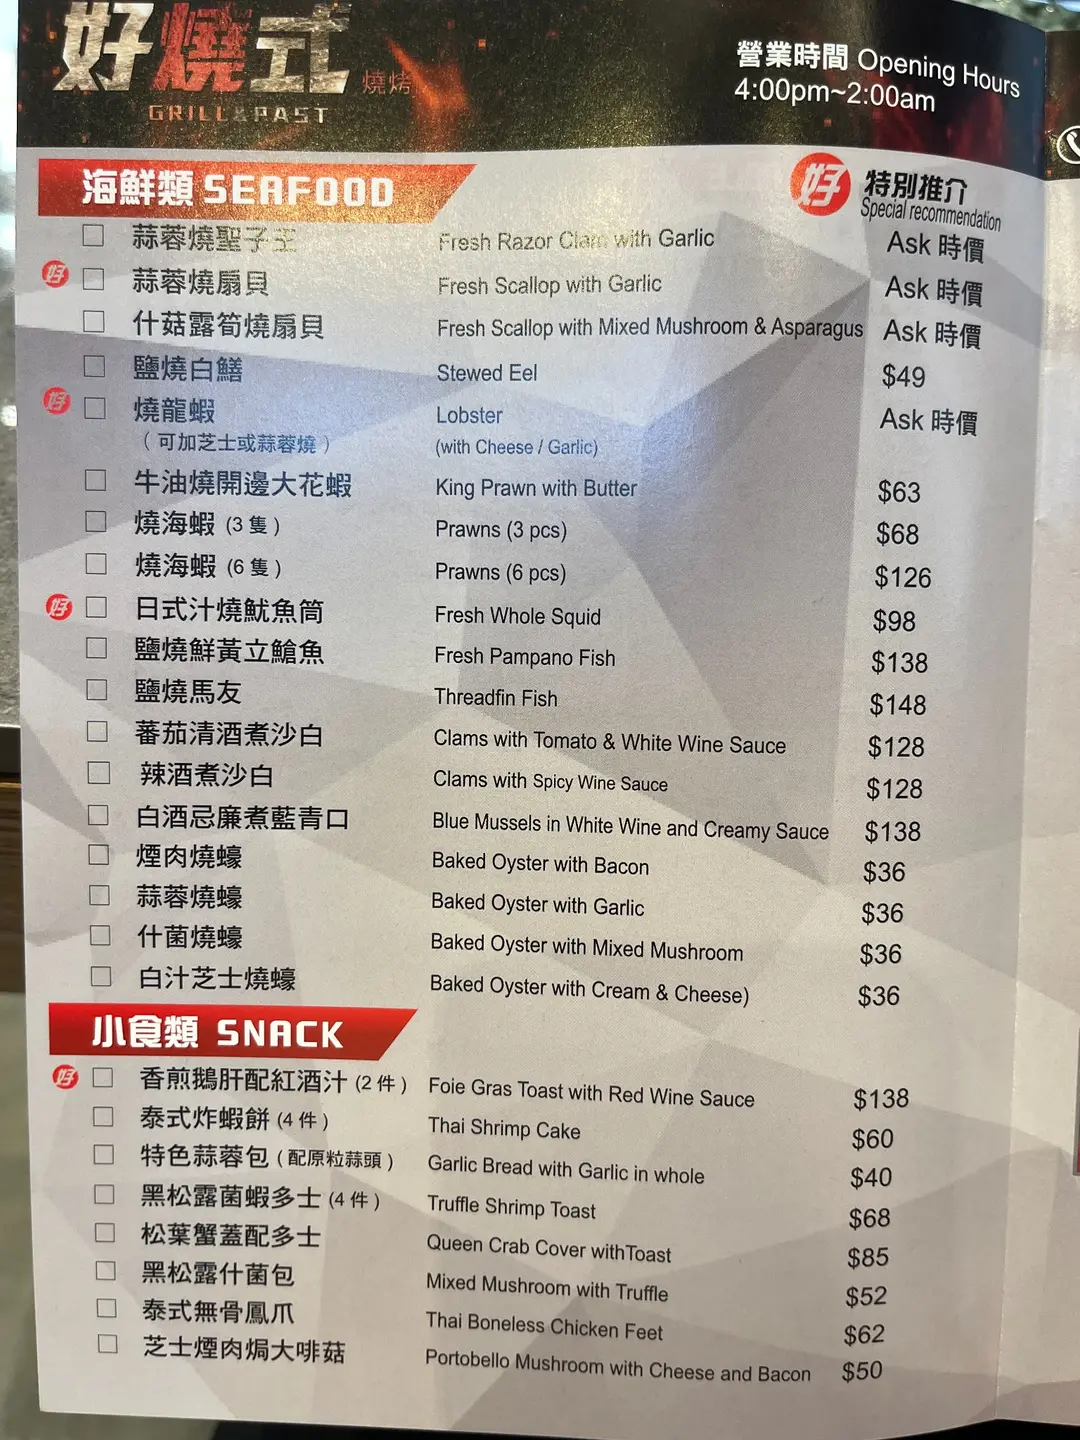 好燒式 燒烤
GRILL&PAST
營業時間 Opening Hours
4:00pm~2:00am
海鮮類 SEAFOOD
好 特別推介
Special recommendation
蒜蓉燒聖子王 Fresh Razor Clam with Garlic Ask 時價
好 蒜蓉燒扇貝 Fresh Scallop with Garlic Ask 時價
什菇露筍燒扇貝 Fresh Scallop with Mixed Mushroom & Asparagus Ask 時價
鹽燒白鱔 Stewed Eel $49
好 燒龍蝦 Lobster Ask 時價
（可加芝士或蒜蓉燒） (with Cheese / Garlic)
牛油燒開邊大花蝦 King Prawn with Butter $63
燒海蝦 (3 隻) Prawns (3 pcs) $68
燒海蝦 (6 隻) Prawns (6 pcs) $126
好 日式汁燒魷魚筒 Fresh Whole Squid $98
鹽燒鮮黃立鯧魚 Fresh Pampano Fish $138
鹽燒馬友 Threadfin Fish $148
蕃茄清酒煮沙白 Clams with Tomato & White Wine Sauce $128
辣酒煮沙白 Clams with Spicy Wine Sauce $128
白酒忌廉煮藍青口 Blue Mussels in White Wine and Creamy Sauce $138
煙肉燒蠔 Baked Oyster with Bacon $36
蒜蓉燒蠔 Baked Oyster with Garlic $36
什菌燒蠔 Baked Oyster with Mixed Mushroom $36
白汁芝士燒蠔 Baked Oyster with Cream & Cheese) $36
小食類 SNACK
好 香煎鵝肝配紅酒汁 (2 件) Foie Gras Toast with Red Wine Sauce $138
泰式炸蝦餅 (4 件) Thai Shrimp Cake $60
特色蒜蓉包 (配原粒蒜頭) Garlic Bread with Garlic in whole $40
黑松露菌蝦多士 (4 件) Truffle Shrimp Toast $68
松葉蟹蓋配多士 Queen Crab Cover withToast $85
黑松露什菌包 Mixed Mushroom with Truffle $52
泰式無骨鳳爪 Thai Boneless Chicken Feet $62
芝士煙肉焗大啡菇 Portobello Mushroom with Cheese and Bacon $50